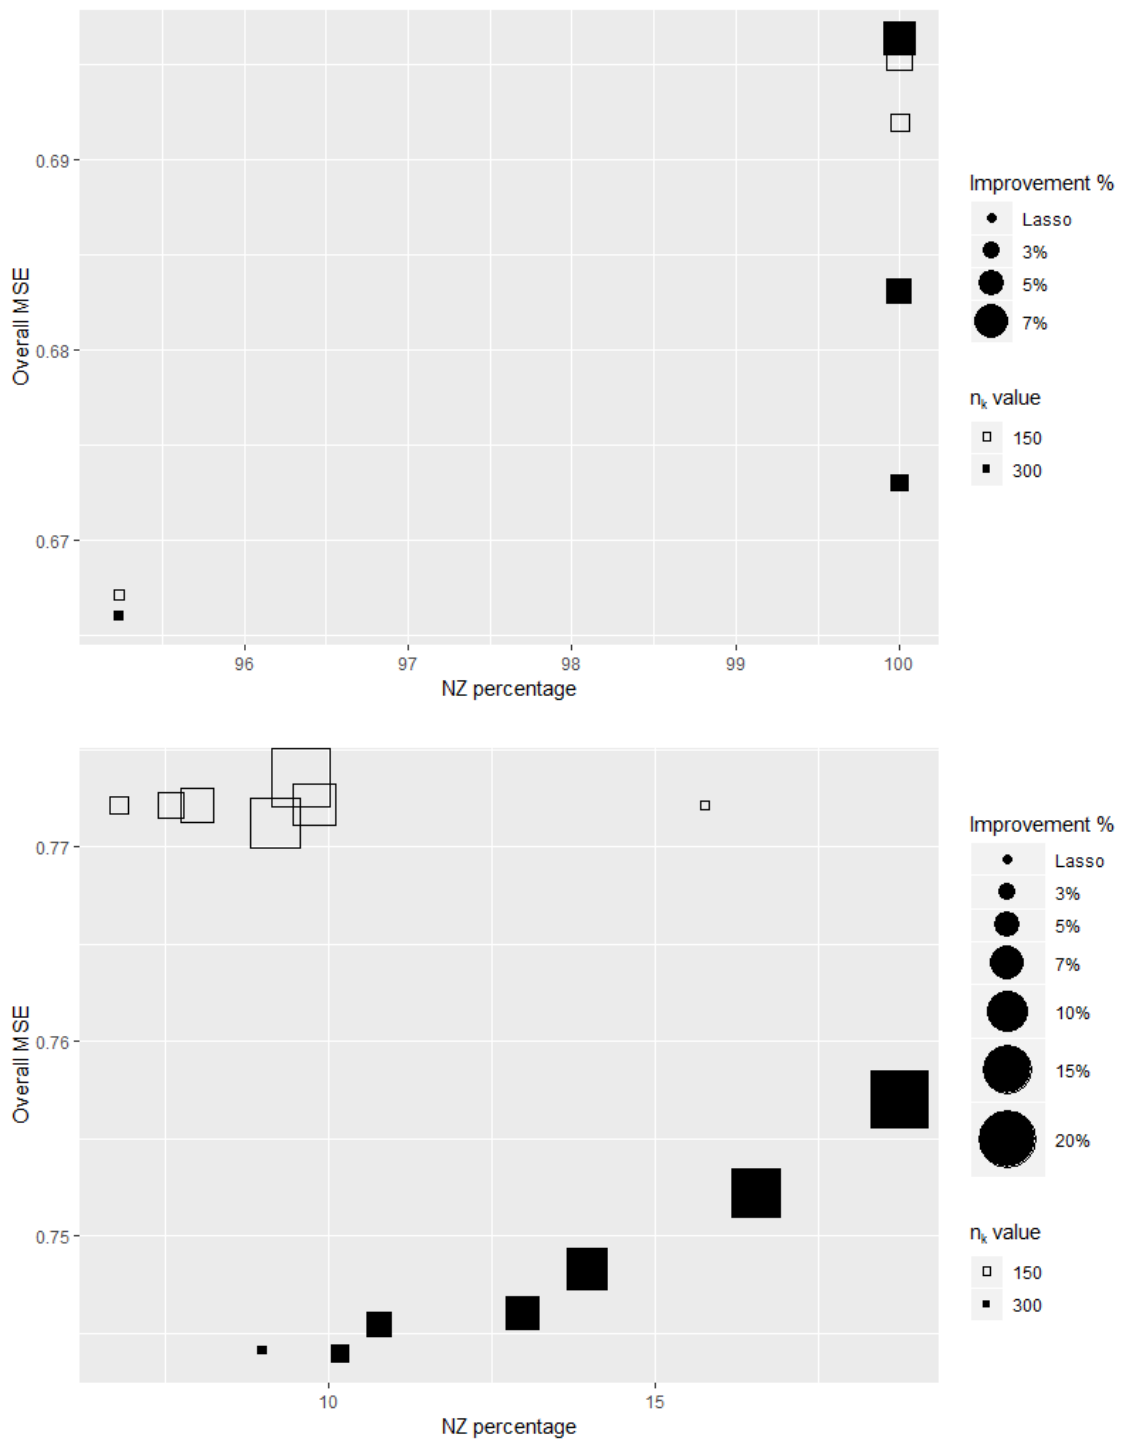 Overall MSE
0.69
0.68
0.67
96 97 98 99 100
NZ percentage
Improvement %
Lasso
3%
5%
7%
nk value
150
300
Overall MSE
0.77
0.76
0.75
10 15
NZ percentage
Improvement %
Lasso
3%
5%
7%
10%
15%
20%
nk value
150
300